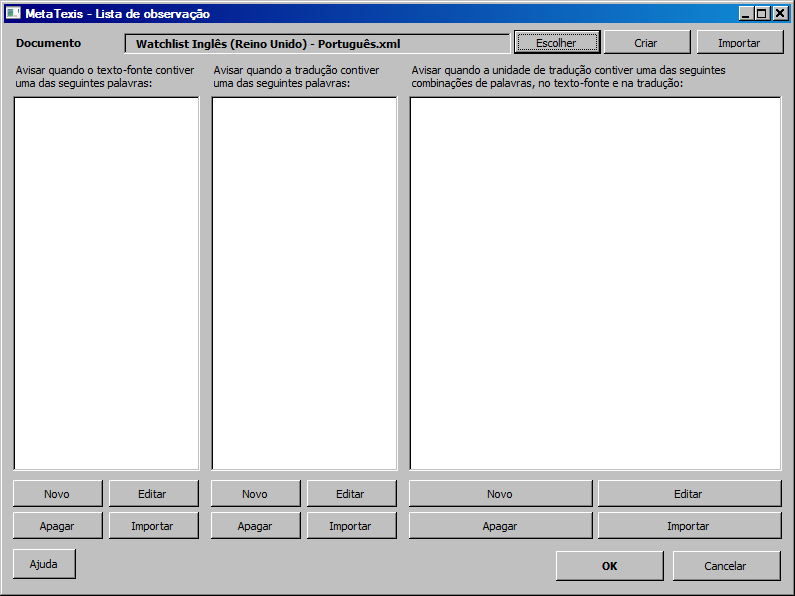 MetaTexis - Lista de observação
Documento
Watchlist Inglês (Reino Unido) - Português.xml
Escolher
Criar
Importar
Avisar quando o texto-fonte contiver
uma das seguintes palavras:
Avisar quando a tradução contiver
uma das seguintes palavras:
Avisar quando a unidade de tradução contiver uma das seguintes
combinações de palavras, no texto-fonte e na tradução:
Novo
Editar
Novo
Editar
Novo
Editar
Apagar
Importar
Apagar
Importar
Apagar
Importar
Ajuda
OK
Cancelar